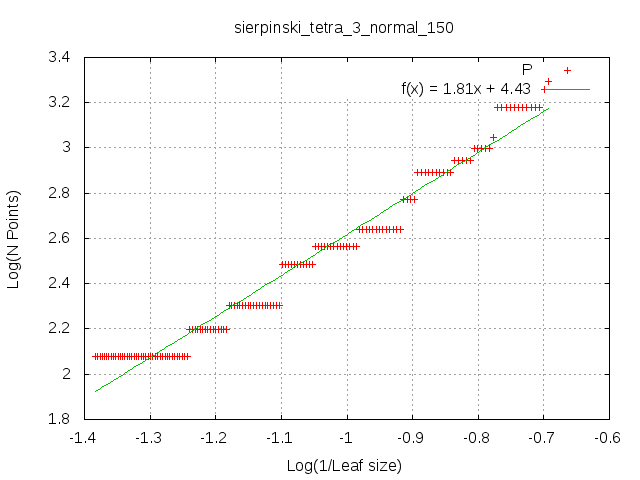 sierpinski_tetra_3_normal_150
3.4
P
f(x) = 1.81x + 4.43
3.2
3
2.8
2.6
2.4
2.2
2
1.8
Log(N Points)
-1.4 -1.3 -1.2 -1.1 -1 -0.9 -0.8 -0.7 -0.6
Log(1/Leaf size)